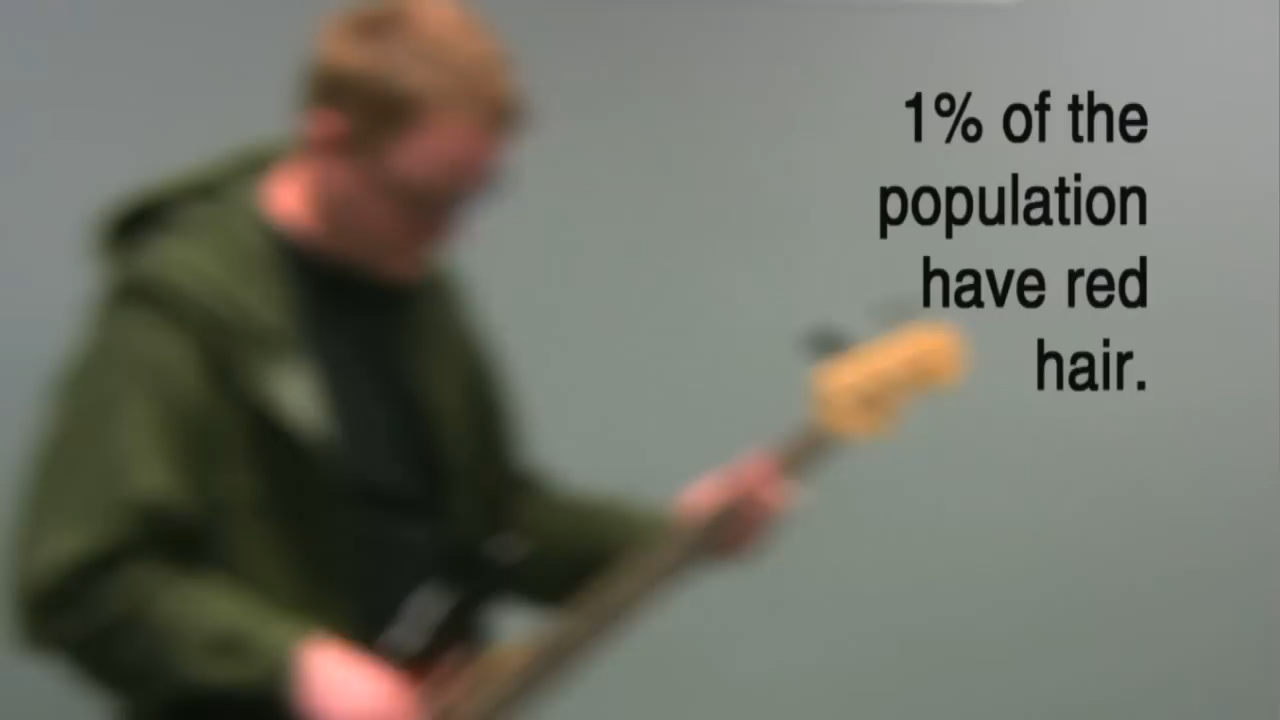 1% of the
population
have red
hair.